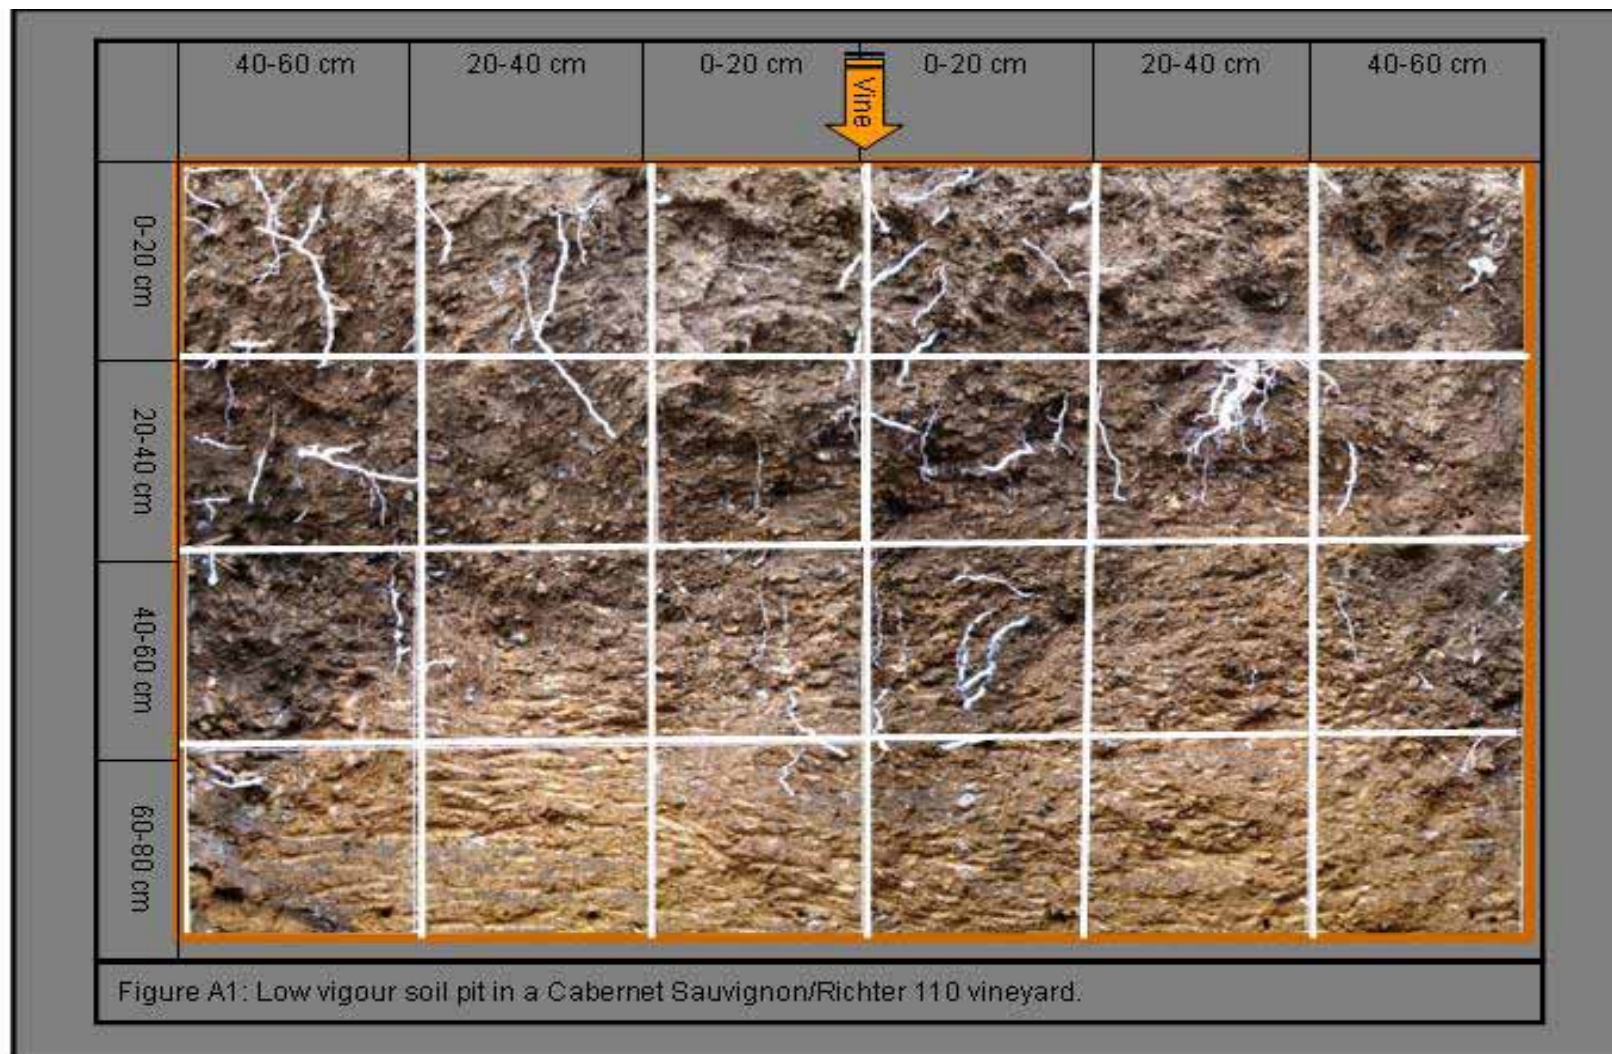 40-60 cm 20-40 cm 0-20 cm Vine 0-20 cm 20-40 cm 40-60 cm
0-20 cm
20-40 cm
40-60 cm
60-80 cm
Figure A1: Low vigour soil pit in a Cabernet Sauvignon/Richter 110 vineyard.